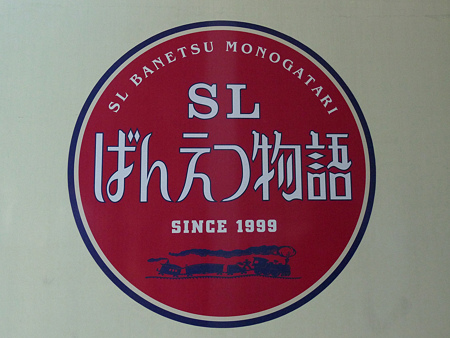 SL BANETSU MONOGATARI
SL
ばんえつ物語
SINCE 1999